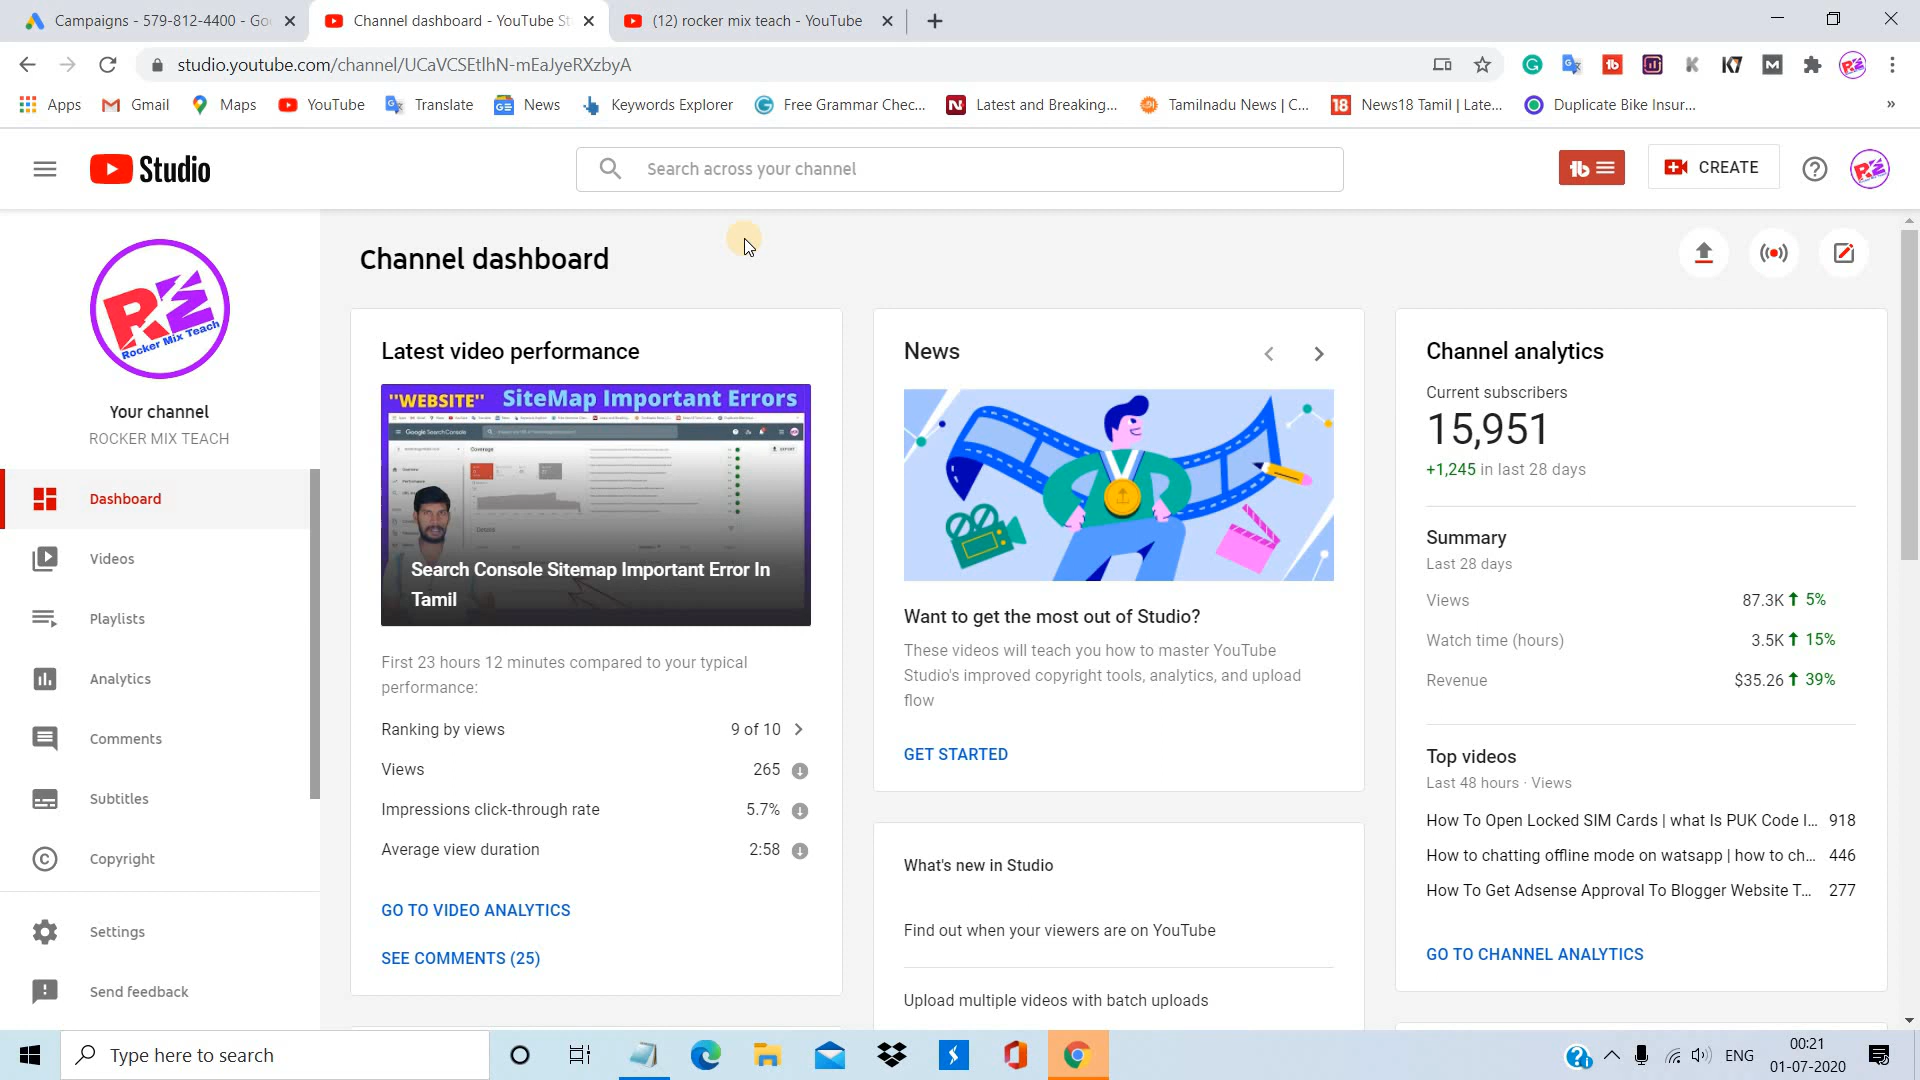 Campaigns - 579-812-4400 - Go
Channel dashboard - YouTube St
(12) rocker mix teach - YouTube
studio.youtube.com/channel/UCaVCSEtlhN-mEaJyeRXzbyA
Apps
Gmail
Maps
YouTube
Translate
News
Keywords Explorer
Free Grammar Chec...
Latest and Breaking...
Tamilnadu News | C...
News18 Tamil | Late...
Duplicate Bike Insur...
Studio
Search across your channel
CREATE
Rocker Mix Teach
Your channel
ROCKER MIX TEACH
Dashboard
Videos
Playlists
Analytics
Comments
Subtitles
Copyright
Settings
Send feedback
Channel dashboard
Latest video performance
"WEBSITE" SiteMap Important Errors
Google Search Console
Coverage
Details
Search Console Sitemap Important Error In
Tamil
First 23 hours 12 minutes compared to your typical
performance:
Ranking by views 9 of 10
Views 265
Impressions click-through rate 5.7%
Average view duration 2:58
GO TO VIDEO ANALYTICS
SEE COMMENTS (25)
News
Want to get the most out of Studio?
These videos will teach you how to master YouTube
Studio's improved copyright tools, analytics, and upload
flow
GET STARTED
What's new in Studio
Find out when your viewers are on YouTube
Upload multiple videos with batch uploads
Channel analytics
Current subscribers
15,951
+1,245 in last 28 days
Summary
Last 28 days
Views 87.3K 5%
Watch time (hours) 3.5K 15%
Revenue $35.26 39%
Top videos
Last 48 hours · Views
How To Open Locked SIM Cards | what Is PUK Code I... 918
How to chatting offline mode on watsapp | how to ch... 446
How To Get Adsense Approval To Blogger Website T... 277
GO TO CHANNEL ANALYTICS
Type here to search
ENG
00:21
01-07-2020